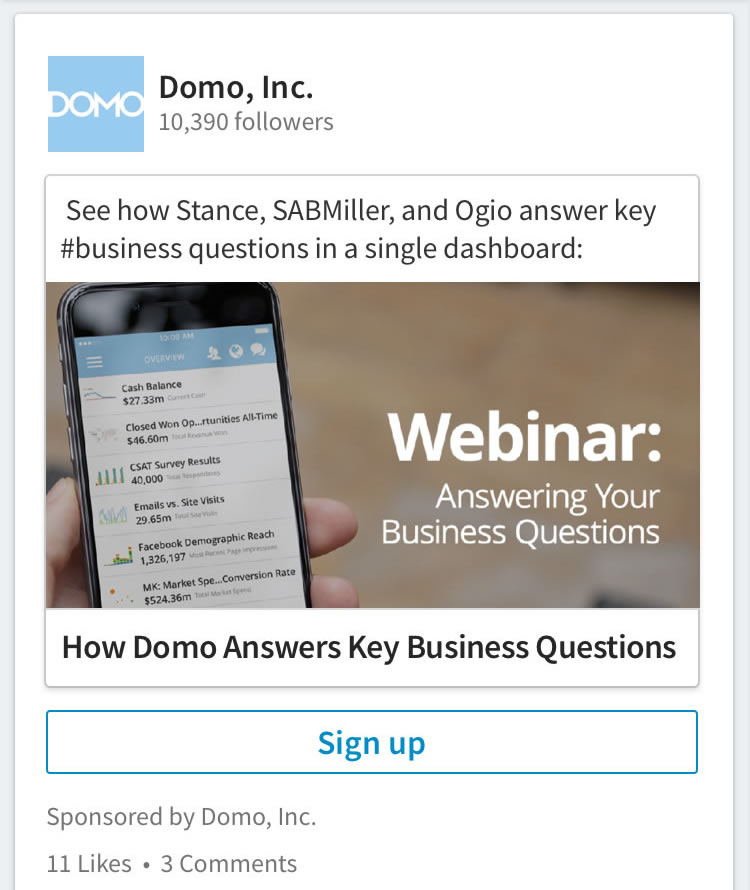 DOMO
Domo, Inc.
10,390 followers
See how Stance, SABMiller, and Ogio answer key
#business questions in a single dashboard:
10:00 AM
OVERVIEW
Cash Balance
$27.33m Current Cash
Closed Won Op...rtunities All-Time
$46.60m Total Revenue Won
CSAT Survey Results
40,000 Total Respondents
Emails vs. Site Visits
29.65m Total Site Visits
Facebook Demographic Reach
1,326,197 Most Recent Page Impressions
MK: Market Spe...Conversion Rate
$524.36m Total Market Spend
Webinar:
Answering Your
Business Questions
How Domo Answers Key Business Questions
Sign up
Sponsored by Domo, Inc.
11 Likes • 3 Comments